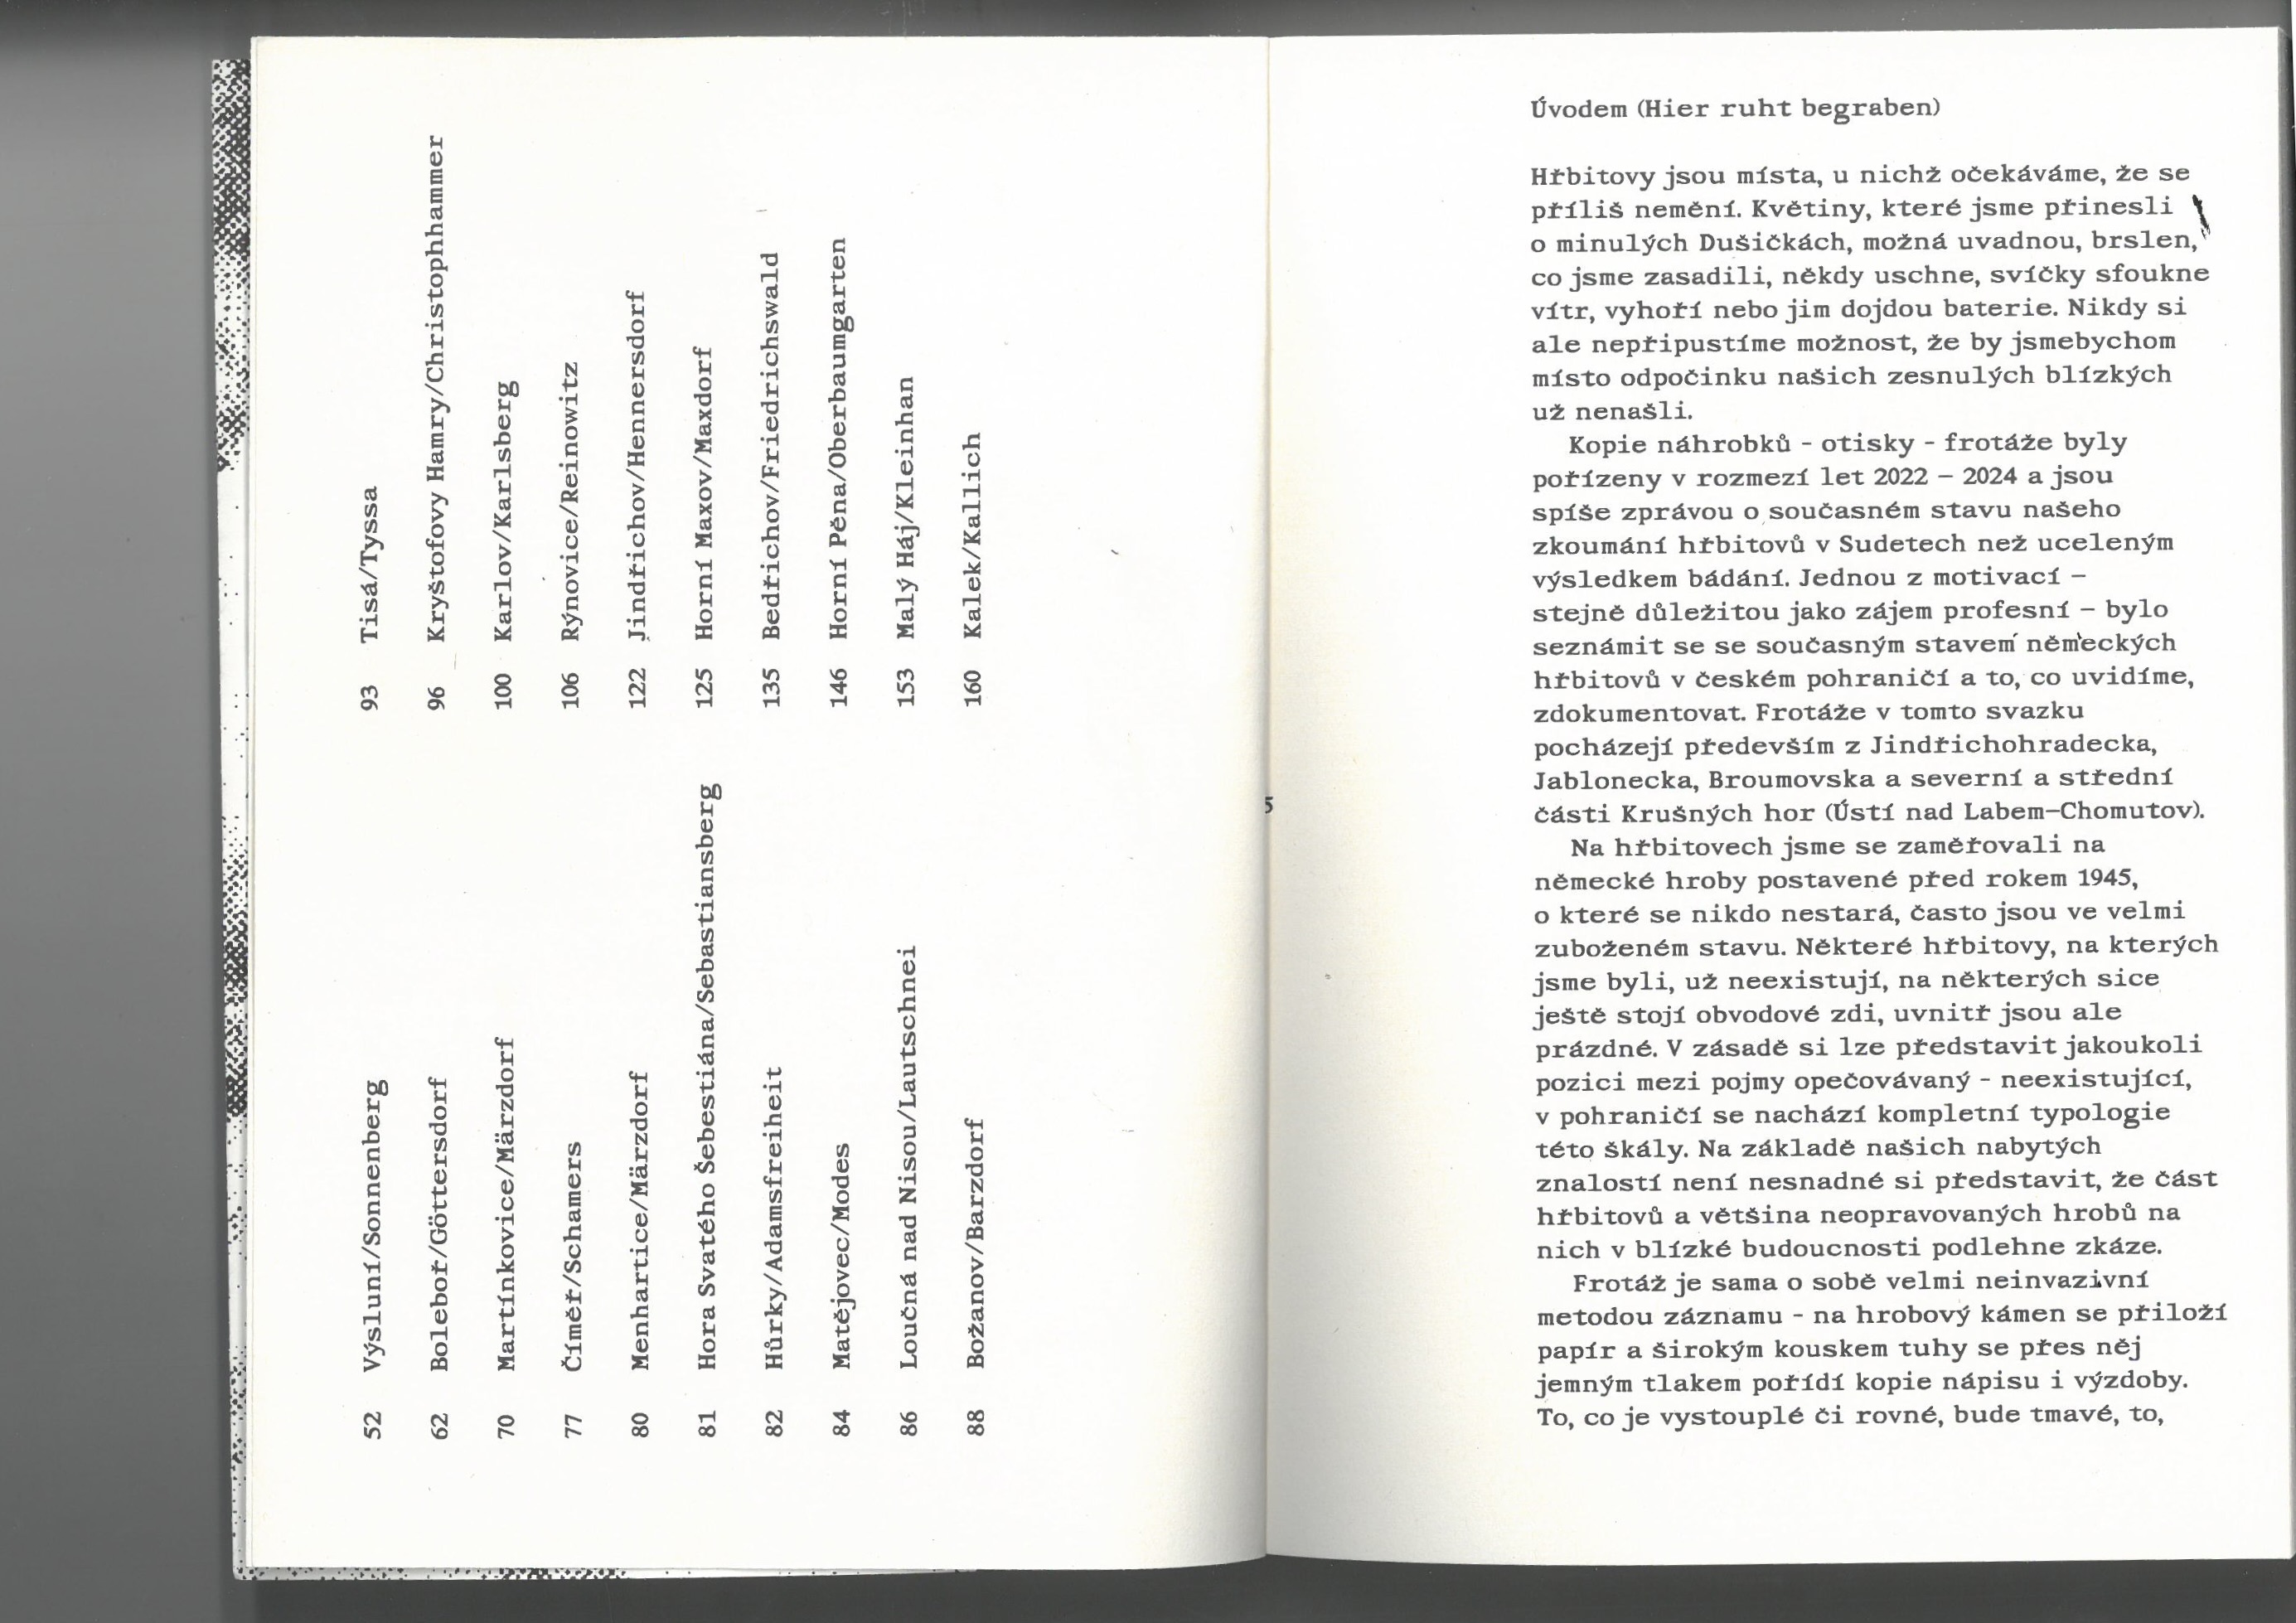 52 Výsluní/Sonnenberg
62 Boleboř/Göttersdorf
70 Martínkovice/Märzdorf
77 Číměř/Schamers
80 Menhartice/Märzdorf
81 Hora Svatého Šebestiána/Sebastiansberg
82 Hůrky/Adamsfreiheit
84 Matějovec/Modes
86 Loučná nad Nisou/Lautschnei
88 Božanov/Barzdorf
93 Tisá/Tyssa
96 Kryštofovy Hamry/Christophhammer
100 Karlov/Karlsberg
106 Rýnovice/Reinowitz
122 Jindřichov/Hennersdorf
125 Horní Maxov/Maxdorf
135 Bedřichov/Friedrichswald
146 Horní Pěna/Oberbaumgarten
153 Malý Háj/Kleinhan
160 Kalek/Kallich
5
Úvodem (Hier ruht begraben)
Hřbitovy jsou místa, u nichž očekáváme, že se
příliš nemění. Květiny, které jsme přinesli
o minulých Dušičkách, možná uvadnou, brslen,
co jsme zasadili, někdy uschne, svíčky sfoukne
vítr, vyhoří nebo jim dojdou baterie. Nikdy si
ale nepřipustíme možnost, že by jsmebychom
místo odpočinku našich zesnulých blízkých
už nenašli.
Kopie náhrobků - otisky - frotáže byly
pořízeny v rozmezí let 2022 – 2024 a jsou
spíše zprávou o současném stavu našeho
zkoumání hřbitovů v Sudetech než uceleným
výsledkem bádání. Jednou z motivací –
stejně důležitou jako zájem profesní – bylo
seznámit se se současným stavem německých
hřbitovů v českém pohraničí a to, co uvidíme,
zdokumentovat. Frotáže v tomto svazku
pocházejí především z Jindřichohradecka,
Jablonecka, Broumovska a severní a střední
části Krušných hor (Ústí nad Labem–Chomutov).
Na hřbitovech jsme se zaměřovali na
německé hroby postavené před rokem 1945,
o které se nikdo nestará, často jsou ve velmi
zuboženém stavu. Některé hřbitovy, na kterých
jsme byli, už neexistují, na některých sice
ještě stojí obvodové zdi, uvnitř jsou ale
prázdné. V zásadě si lze představit jakoukoli
pozici mezi pojmy opečovávaný - neexistující,
v pohraničí se nachází kompletní typologie
této škály. Na základě našich nabytých
znalostí není nesnadné si představit, že část
hřbitovů a většina neopravovaných hrobů na
nich v blízké budoucnosti podlehne zkáze.
Frotáž je sama o sobě velmi neinvazivní
metodou záznamu - na hrobový kámen se přiloží
papír a širokým kouskem tuhy se přes něj
jemným tlakem pořídí kopie nápisu i výzdoby.
To, co je vystouplé či rovné, bude tmavé, to,